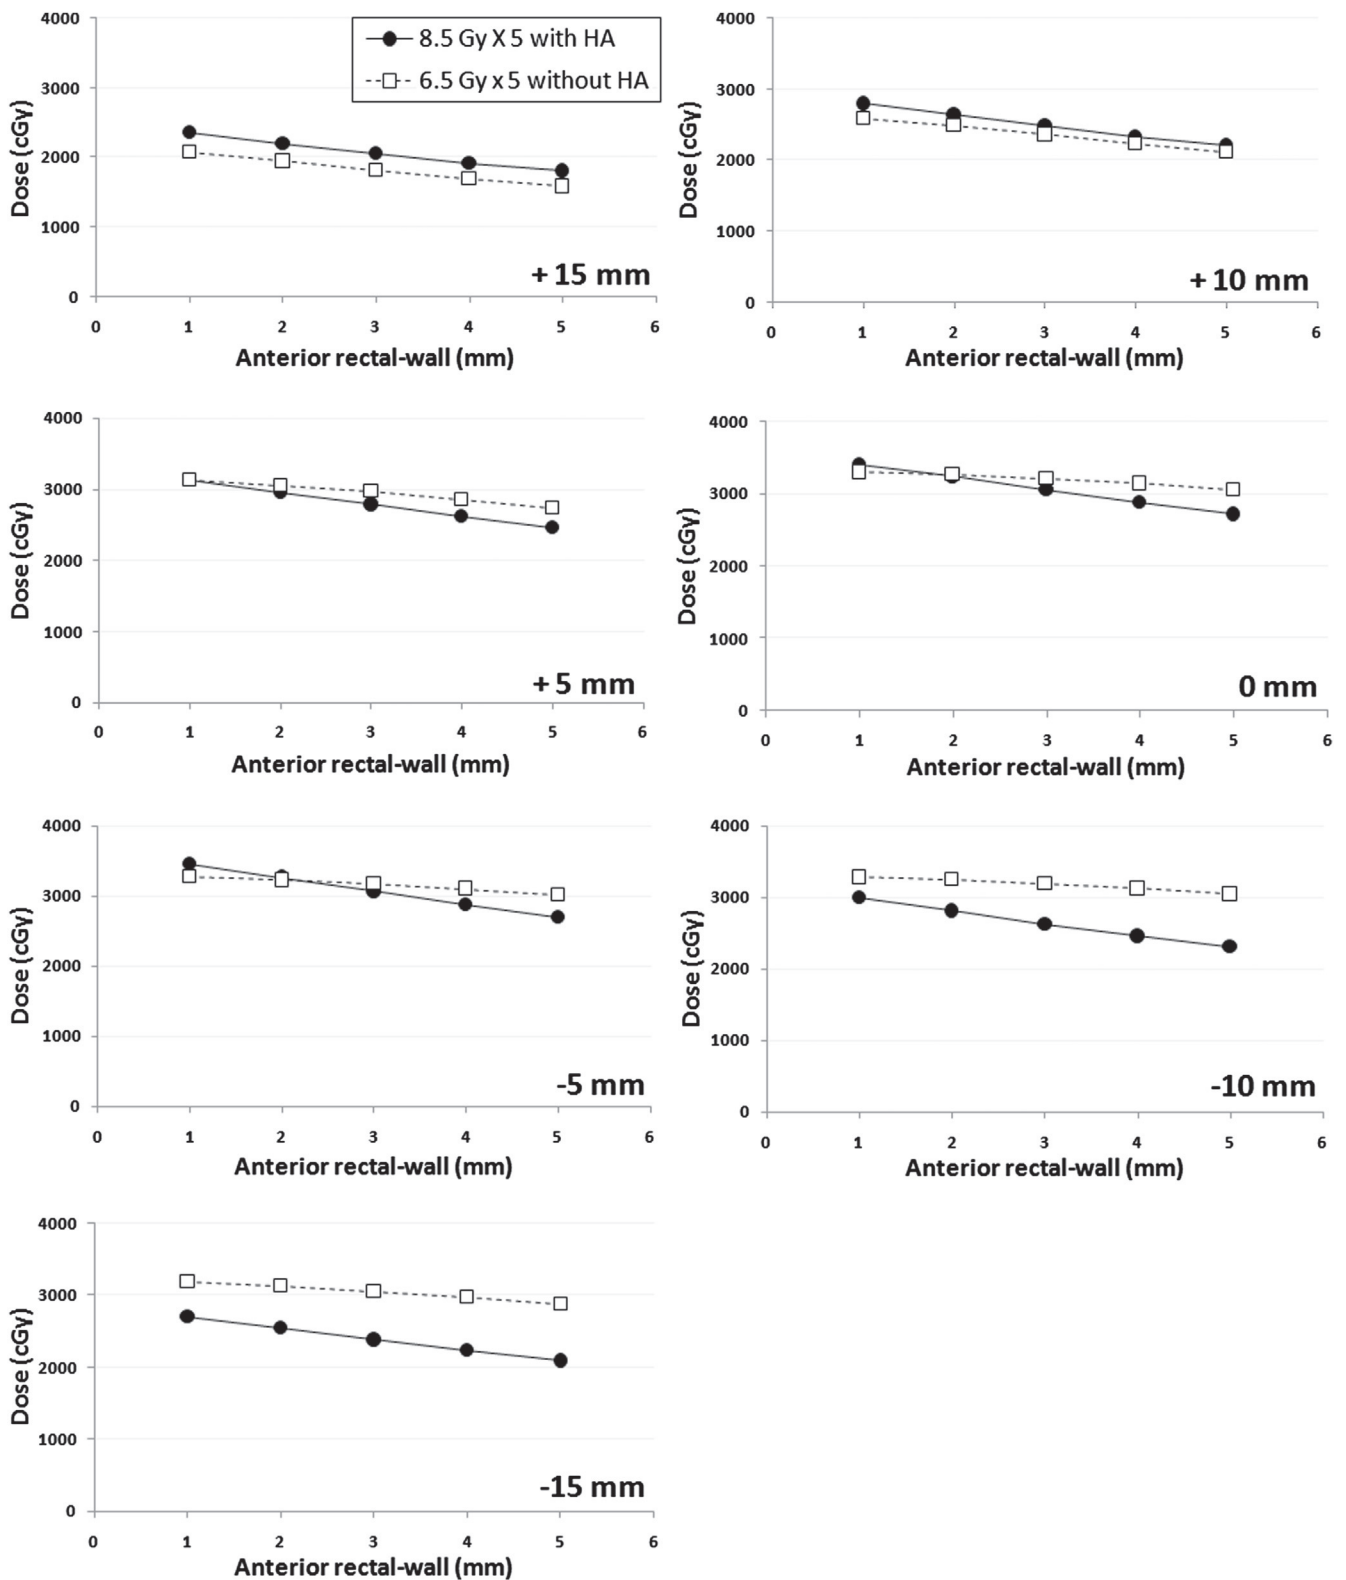 4000
3000
2000
1000
0
0 1 2 3 4 5 6
Dose (cGy)
Anterior rectal-wall (mm)
8.5 Gy X 5 with HA
6.5 Gy x 5 without HA
+ 15 mm
4000
3000
2000
1000
0
0 1 2 3 4 5 6
Dose (cGy)
Anterior rectal-wall (mm)
+ 10 mm
4000
3000
2000
1000
0
0 1 2 3 4 5 6
Dose (cGy)
Anterior rectal-wall (mm)
+ 5 mm
4000
3000
2000
1000
0
0 1 2 3 4 5 6
Dose (cGy)
Anterior rectal-wall (mm)
0 mm
4000
3000
2000
1000
0
0 1 2 3 4 5 6
Dose (cGy)
Anterior rectal-wall (mm)
-5 mm
4000
3000
2000
1000
0
0 1 2 3 4 5 6
Dose (cGy)
Anterior rectal-wall (mm)
-10 mm
4000
3000
2000
1000
0
0 1 2 3 4 5 6
Dose (cGy)
Anterior rectal-wall (mm)
-15 mm